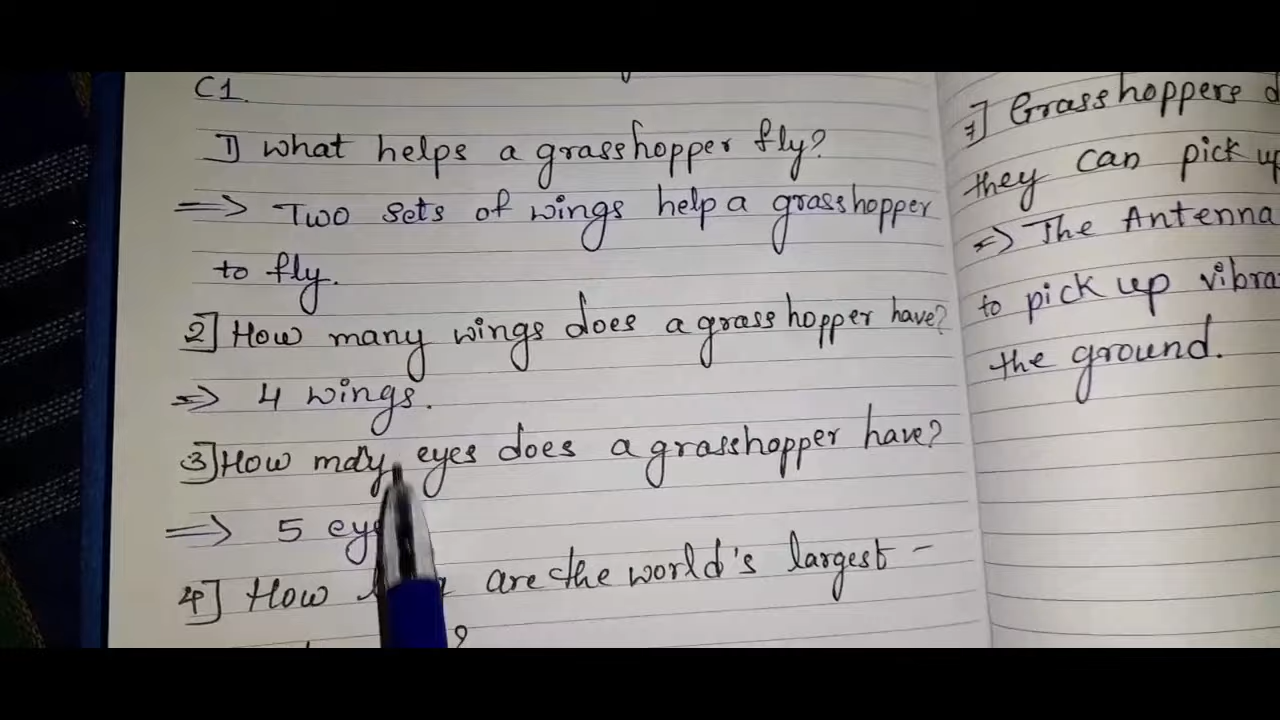 C1.
1] What helps a grasshopper fly?
=> Two sets of wings help a grasshopper
to fly.
2] How many wings does a grasshopper have?
=> 4 wings.
3] How many eyes does a grasshopper have?
=> 5
4] How are the world's largest -
?
7] Grasshoppers
they can pick up
=> The Antenna
to pick up
the ground.